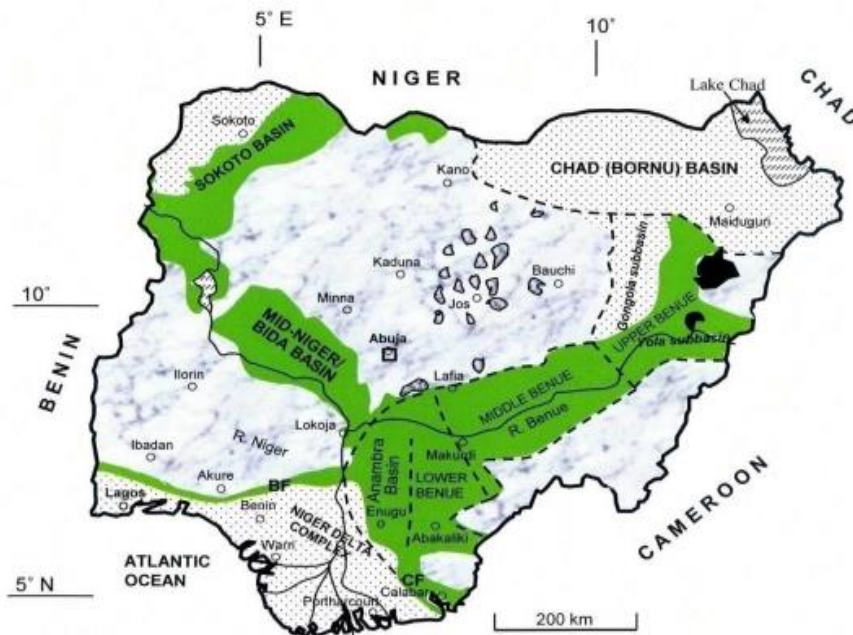 5° E
10°
NIGER
CHAD
Lake Chad
Sokoto
SOKOTO BASIN
Kano
CHAD (BORNU) BASIN
Maiduguri
Gongola subbasin
Kaduna
Bauchi
Jos
10°
Minna
MID-NIGER/
BIDA BASIN
Abuja
UPPER BENUE
Yola subbasin
BENIN
Ilorin
Lafia
MIDDLE BENUE
R. Benue
Lokoja
R. Niger
Ibadan
Makurdi
Anambra
Basin
LOWER
BENUE
Akure
BF
Lagos
Benin
Enugu
Abakaliki
NIGER DELTA
COMPLEX
Warri
CAMEROON
ATLANTIC
OCEAN
5° N
CF
Calabar
Portharcourt
200 km